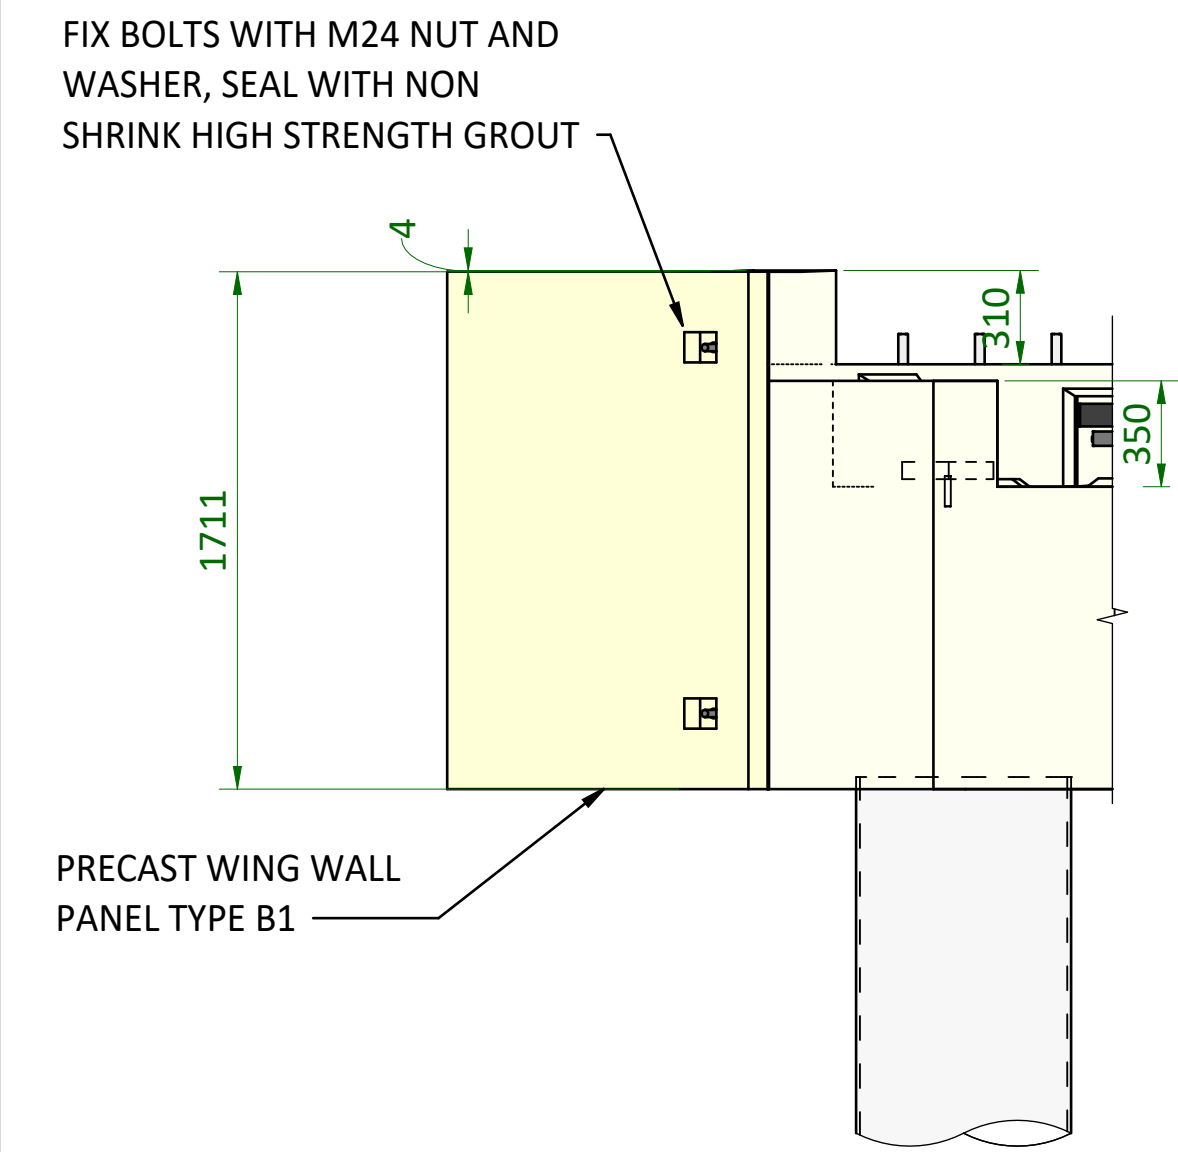 FIX BOLTS WITH M24 NUT AND
WASHER, SEAL WITH NON
SHRINK HIGH STRENGTH GROUT
4
310
350
1711
PRECAST WING WALL
PANEL TYPE B1